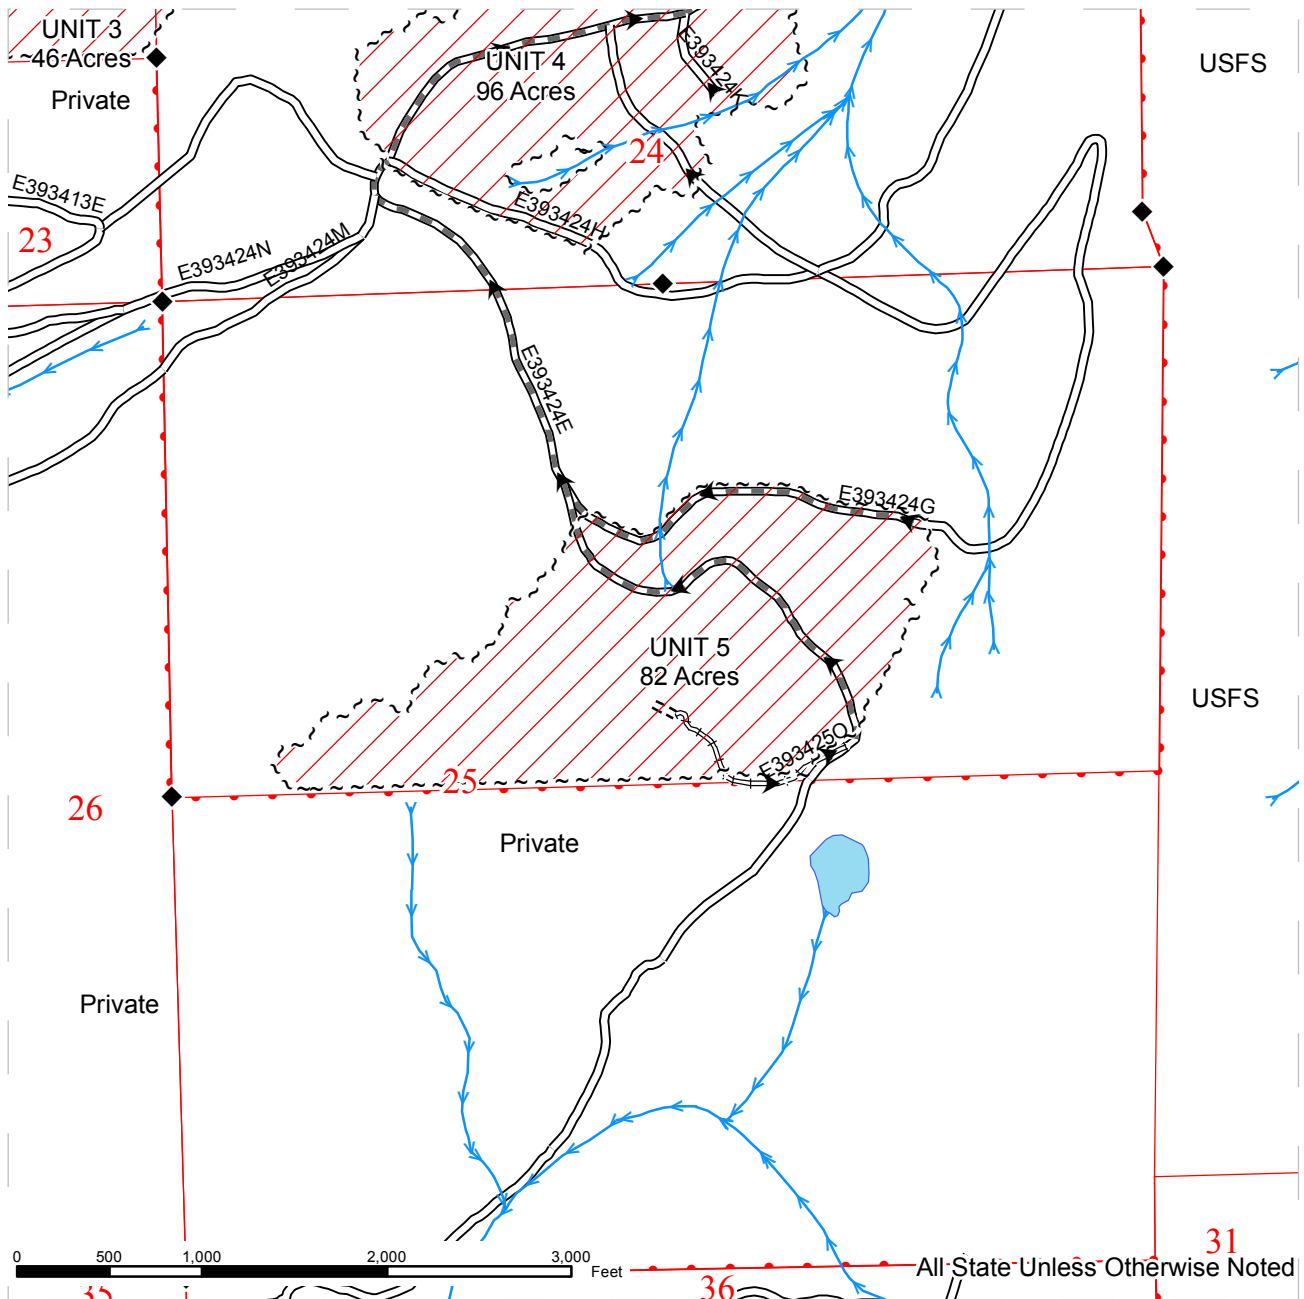 UNIT 3
46 Acres
Private
UNIT 4
96 Acres
E393424K
USFS
24
E393413E
23
E393424N
E393424M
E393424H
E393424E
E393424G
UNIT 5
82 Acres
USFS
E393425O
25
26
Private
Private
0 500 1,000 2,000 3,000
Feet
31
All State Unless Otherwise Noted
35
36